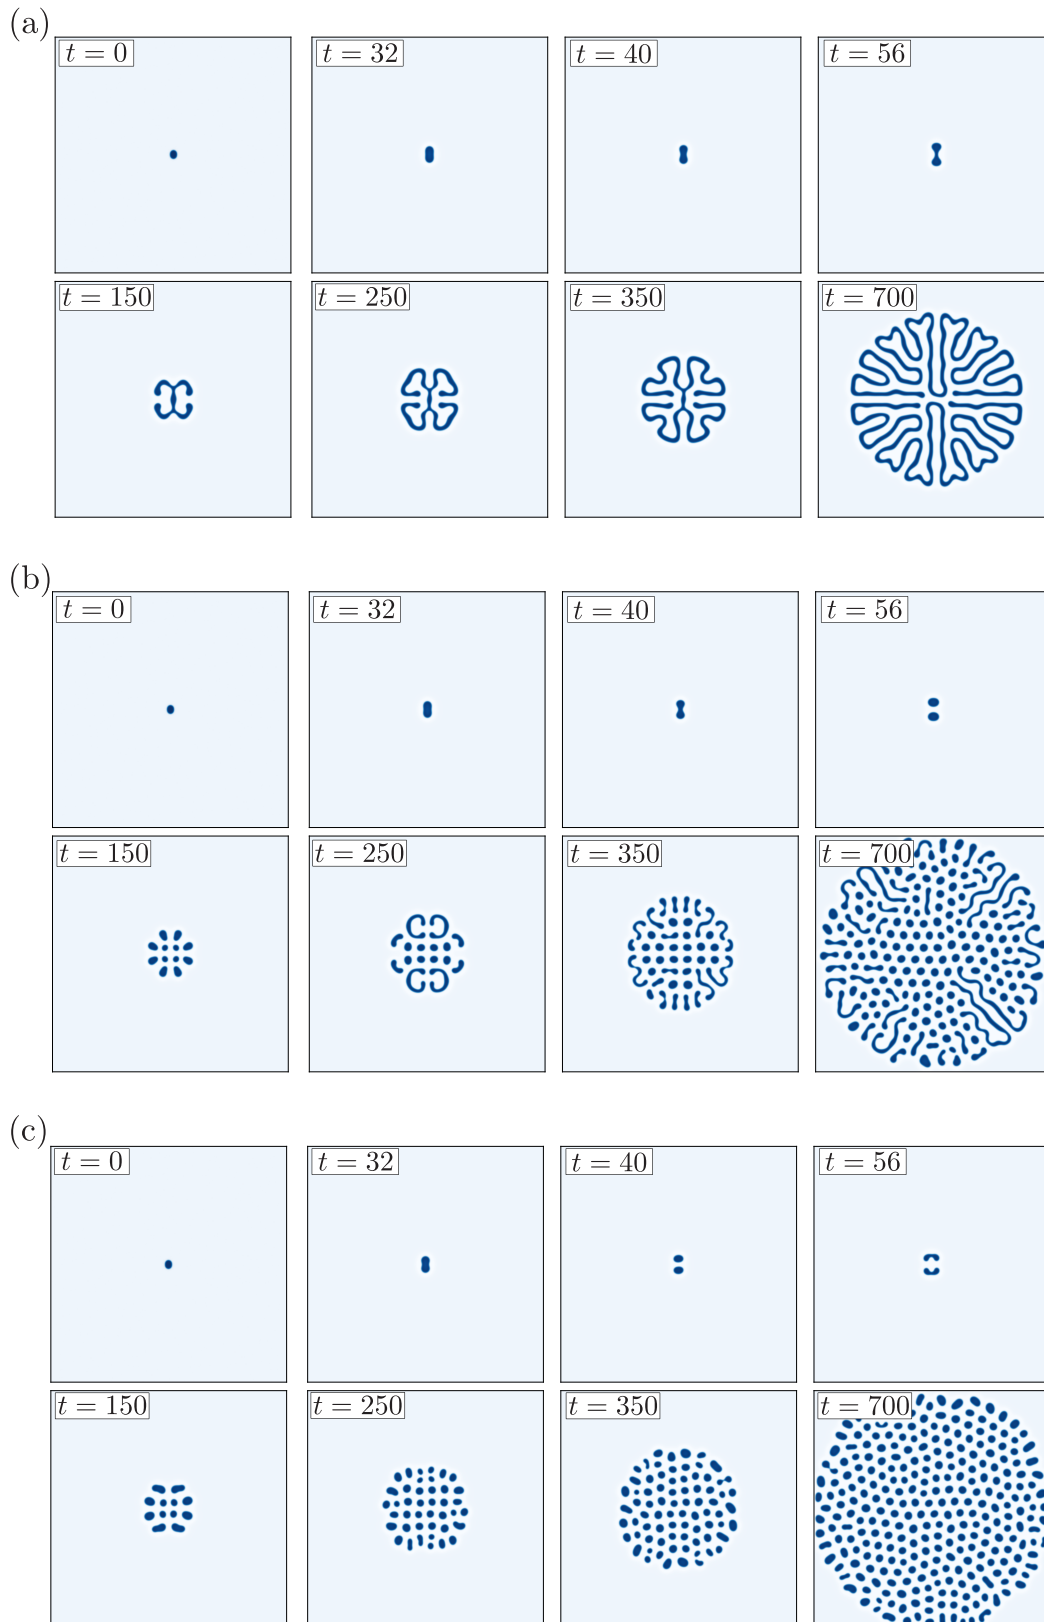 (a)
t = 0 t = 32 t = 40 t = 56
t = 150 t = 250 t = 350 t = 700
(b)
t = 0 t = 32 t = 40 t = 56
t = 150 t = 250 t = 350 t = 700
(c)
t = 0 t = 32 t = 40 t = 56
t = 150 t = 250 t = 350 t = 700